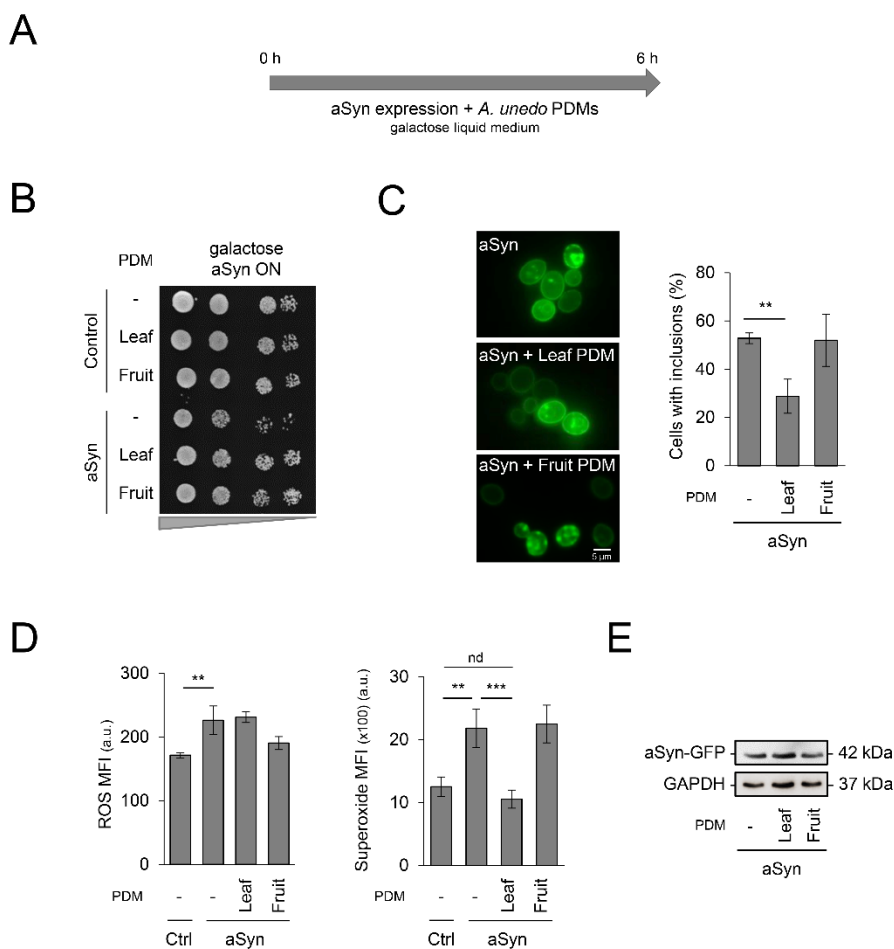 A
0 h
6 h
aSyn expression + A. unedo PDMs
galactose liquid medium
B
PDM
galactose
aSyn ON
Control
-
Leaf
Fruit
aSyn
-
Leaf
Fruit
C
aSyn
aSyn + Leaf PDM
aSyn + Fruit PDM
5 µm
Cells with inclusions (%)
80
60
40
20
0
**
PDM
-
Leaf
Fruit
aSyn
D
ROS MFI (a.u.)
300
200
100
0
**
PDM
-
-
Leaf
Fruit
Ctrl
aSyn
Superoxide MFI (x100) (a.u.)
30
20
10
0
nd
**
***
PDM
-
-
Leaf
Fruit
Ctrl
aSyn
E
aSyn-GFP
- 42 kDa
GAPDH
- 37 kDa
PDM
-
Leaf
Fruit
aSyn